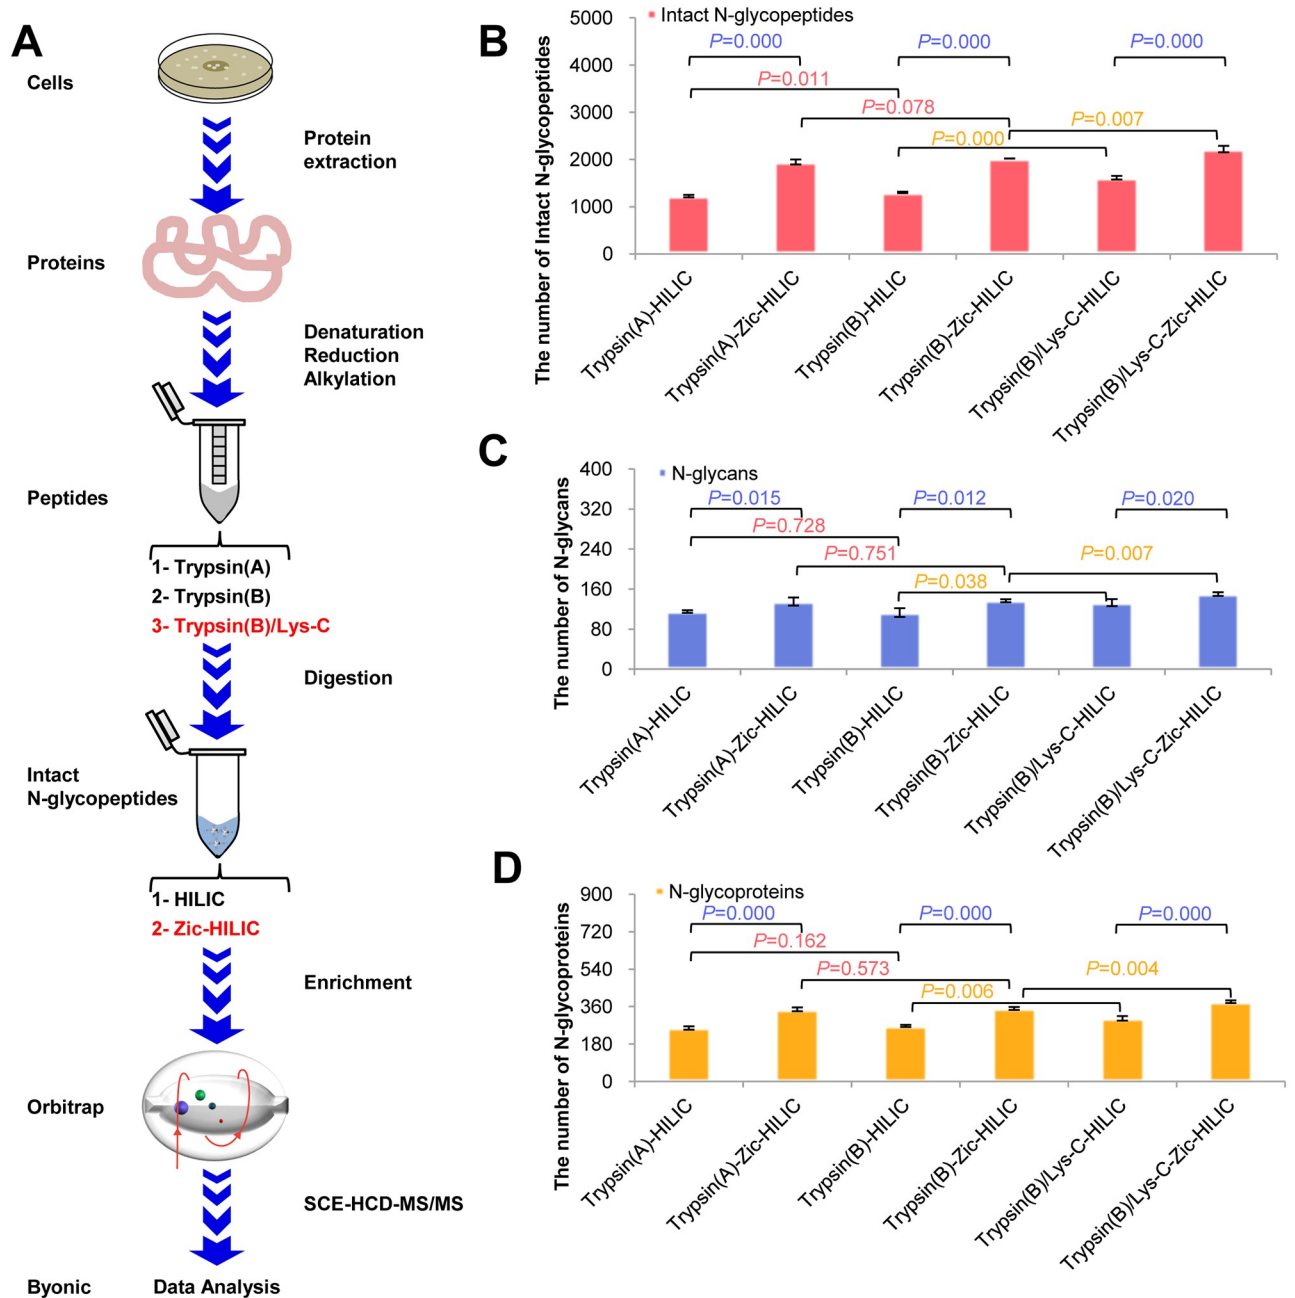 A
Cells
Protein
extraction
Proteins
Denaturation
Reduction
Alkylation
Peptides
1- Trypsin(A)
2- Trypsin(B)
3- Trypsin(B)/Lys-C
Digestion
Intact
N-glycopeptides
1- HILIC
2- Zic-HILIC
Enrichment
Orbitrap
SCE-HCD-MS/MS
Byonic
Data Analysis
B
The number of Intact N-glycopeptides
Intact N-glycopeptides
5000
4000
3000
2000
1000
0
P=0.000
P=0.000
P=0.000
P=0.011
P=0.078
P=0.007
P=0.000
Trypsin(A)-HILIC
Trypsin(A)-Zic-HILIC
Trypsin(B)-HILIC
Trypsin(B)-Zic-HILIC
Trypsin(B)/Lys-C-HILIC
Trypsin(B)/Lys-C-Zic-HILIC
C
The number of N-glycans
N-glycans
400
320
240
160
80
0
P=0.015
P=0.012
P=0.020
P=0.728
P=0.751
P=0.007
P=0.038
Trypsin(A)-HILIC
Trypsin(A)-Zic-HILIC
Trypsin(B)-HILIC
Trypsin(B)-Zic-HILIC
Trypsin(B)/Lys-C-HILIC
Trypsin(B)/Lys-C-Zic-HILIC
D
The number of N-glycoproteins
N-glycoproteins
900
720
540
360
180
0
P=0.000
P=0.000
P=0.000
P=0.162
P=0.573
P=0.004
P=0.006
Trypsin(A)-HILIC
Trypsin(A)-Zic-HILIC
Trypsin(B)-HILIC
Trypsin(B)-Zic-HILIC
Trypsin(B)/Lys-C-HILIC
Trypsin(B)/Lys-C-Zic-HILIC